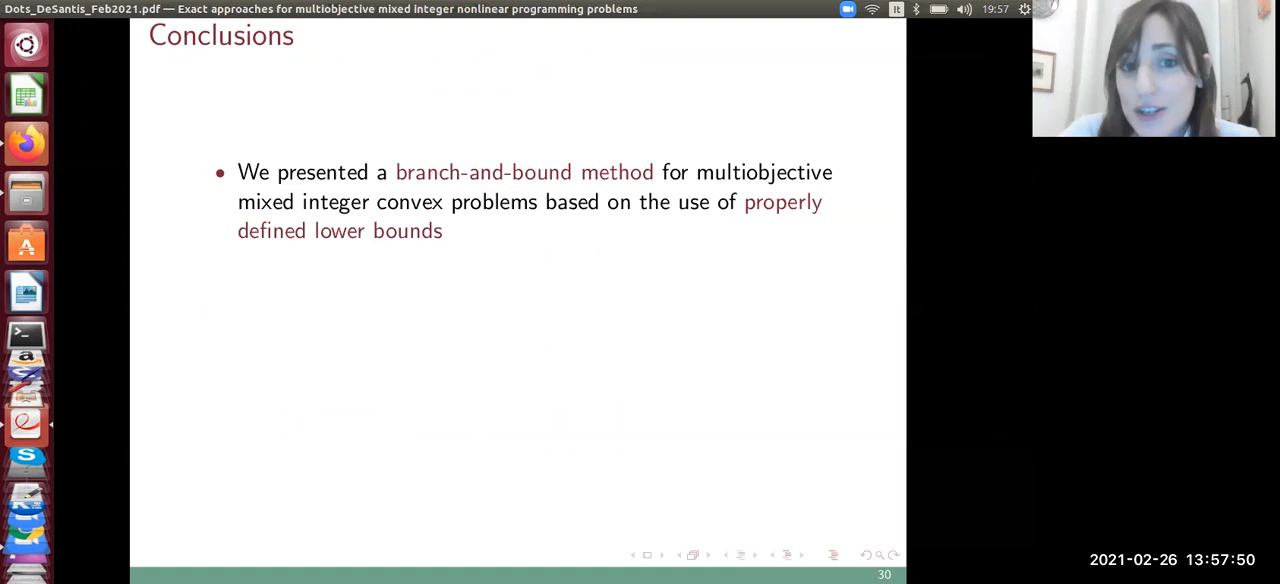 Dots_DeSantis_Feb2021.pdf — Exact approaches for multiobjective mixed integer nonlinear programming problems
It
19:57
Conclusions
• We presented a branch-and-bound method for multiobjective
mixed integer convex problems based on the use of properly
defined lower bounds
30
2021-02-26 13:57:50